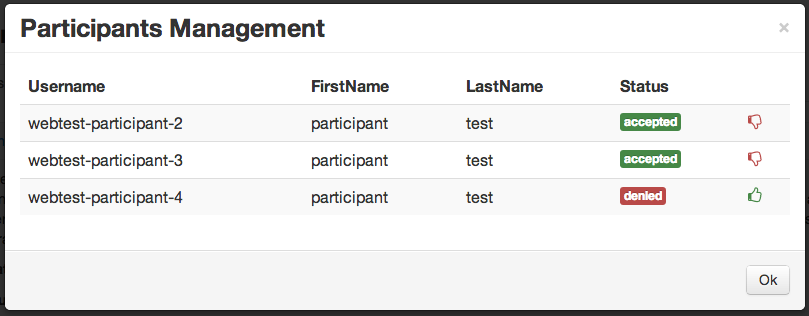 Participants Management ×
Username FirstName LastName Status
webtest-participant-2 participant test accepted
webtest-participant-3 participant test accepted
webtest-participant-4 participant test denied
Ok